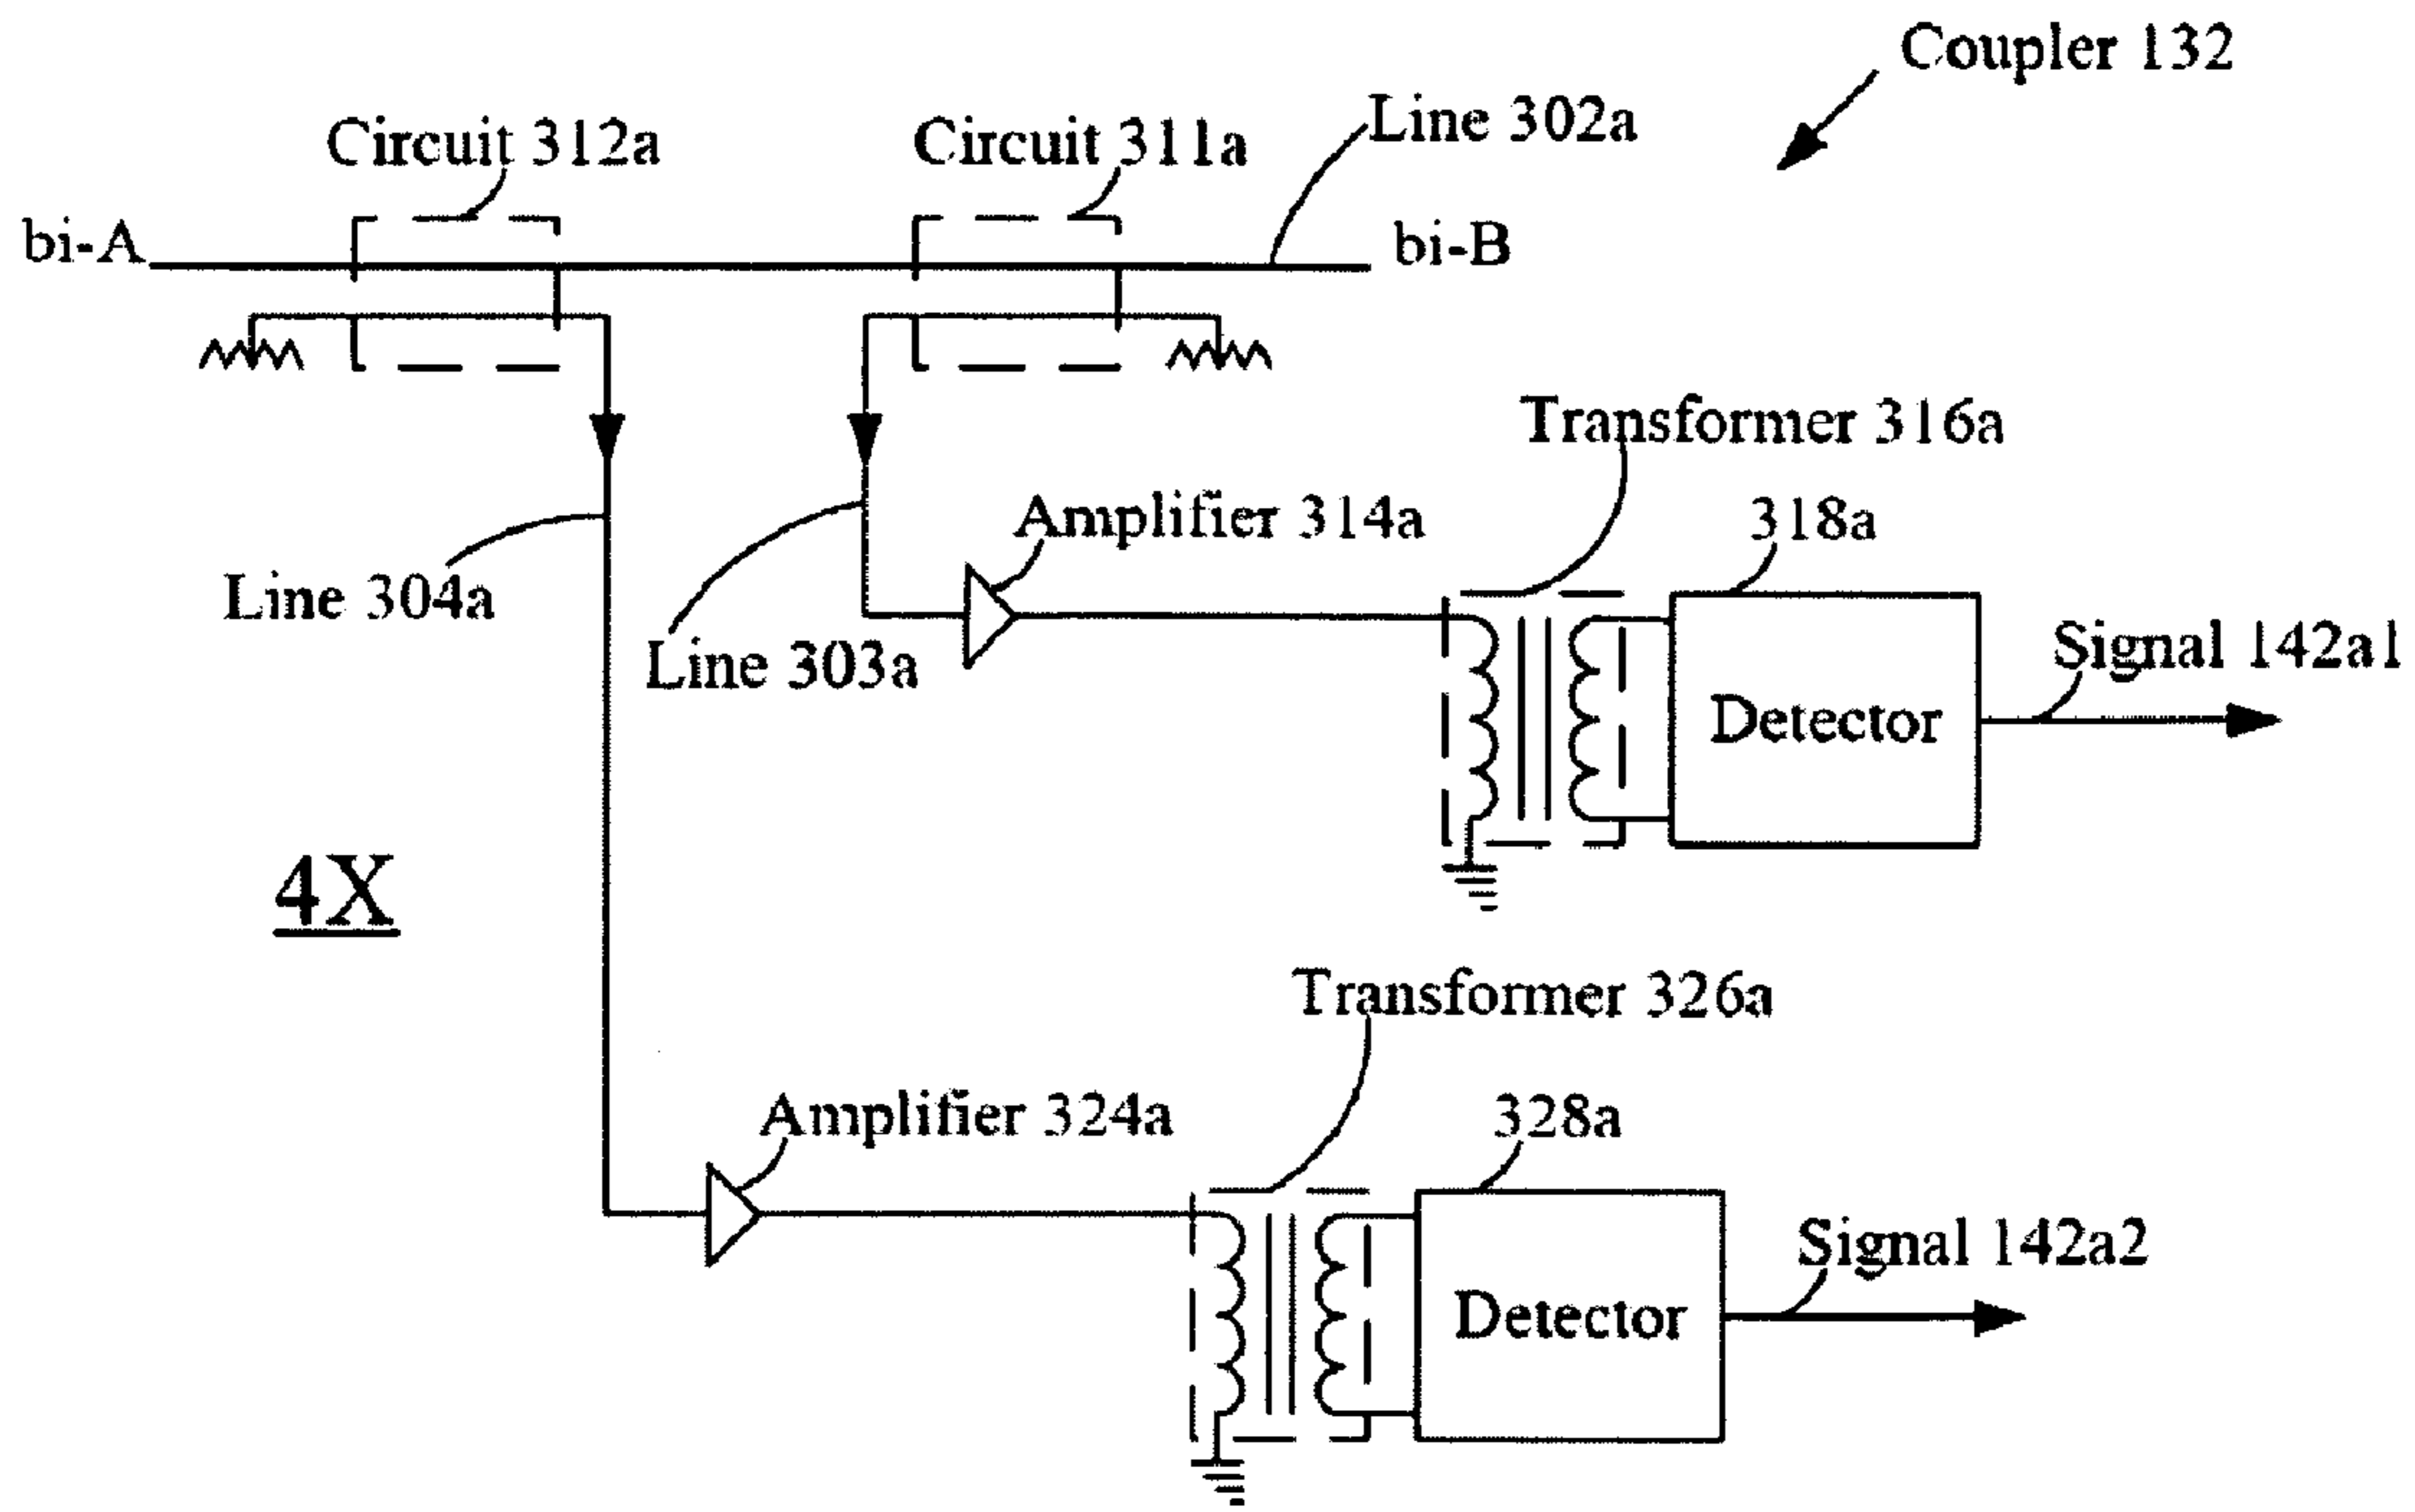 Coupler 132
Line 302a
Circuit 312a
Circuit 311a
bi-A
bi-B
Transformer 316a
Amplifier 314a
318a
Line 304a
Line 303a
Signal 142a1
Detector
4X
Transformer 326a
Amplifier 324a
328a
Signal 142a2
Detector